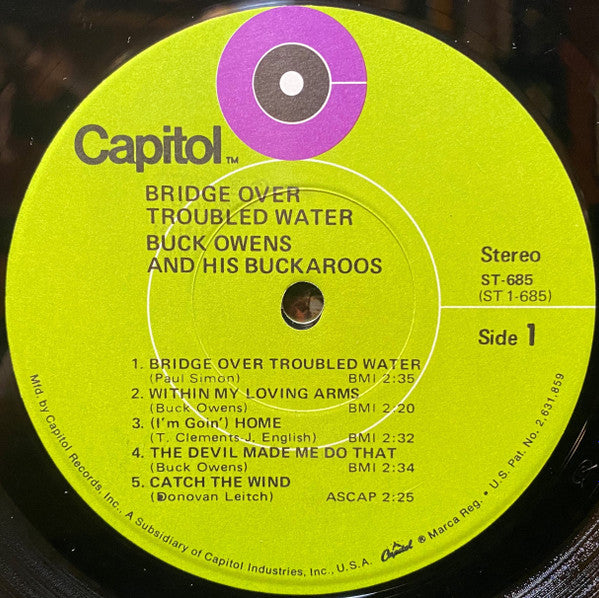 Capitol™
BRIDGE OVER
TROUBLED WATER
BUCK OWENS
AND HIS BUCKAROOS
Stereo
ST-685
(ST 1-685)
Side 1
1. BRIDGE OVER TROUBLED WATER
(Paul Simon) BMI 2:35
2. WITHIN MY LOVING ARMS
(Buck Owens) BMI 2:20
3. (I'm Goin') HOME
(T. Clements-J. English) BMI 2:32
4. THE DEVIL MADE ME DO THAT
(Buck Owens) BMI 2:34
5. CATCH THE WIND
(Donovan Leitch) ASCAP 2:25
Mfd. by Capitol Records, Inc., A Subsidiary of Capitol Industries, Inc., U.S.A. Capitol ® Marca Reg. • U.S. Pat. No. 2,631,859